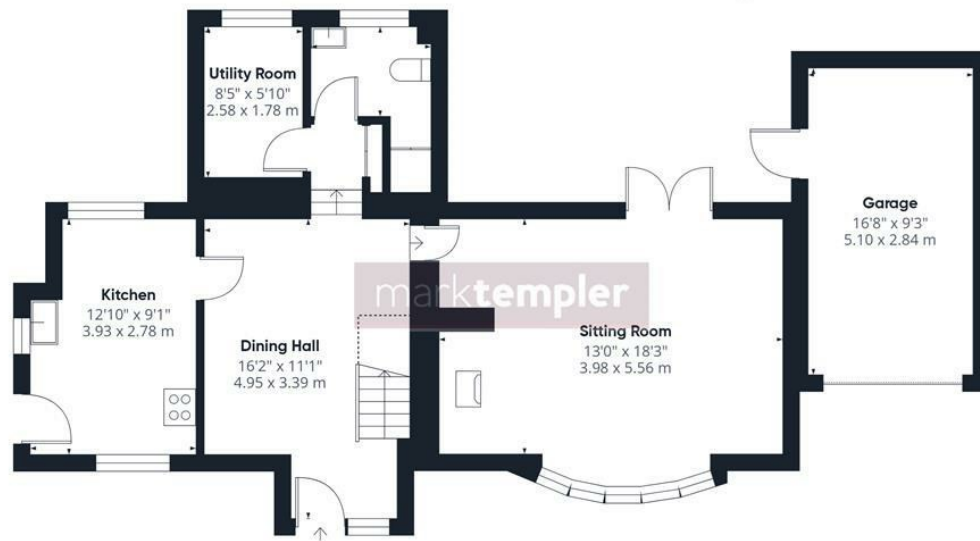 Utility Room
8'5" x 5'10"
2.58 x 1.78 m
Garage
16'8" x 9'3"
5.10 x 2.84 m
Kitchen
12'10" x 9'1"
3.93 x 2.78 m
marktempler
Dining Hall
16'2" x 11'1"
4.95 x 3.39 m
Sitting Room
13'0" x 18'3"
3.98 x 5.56 m